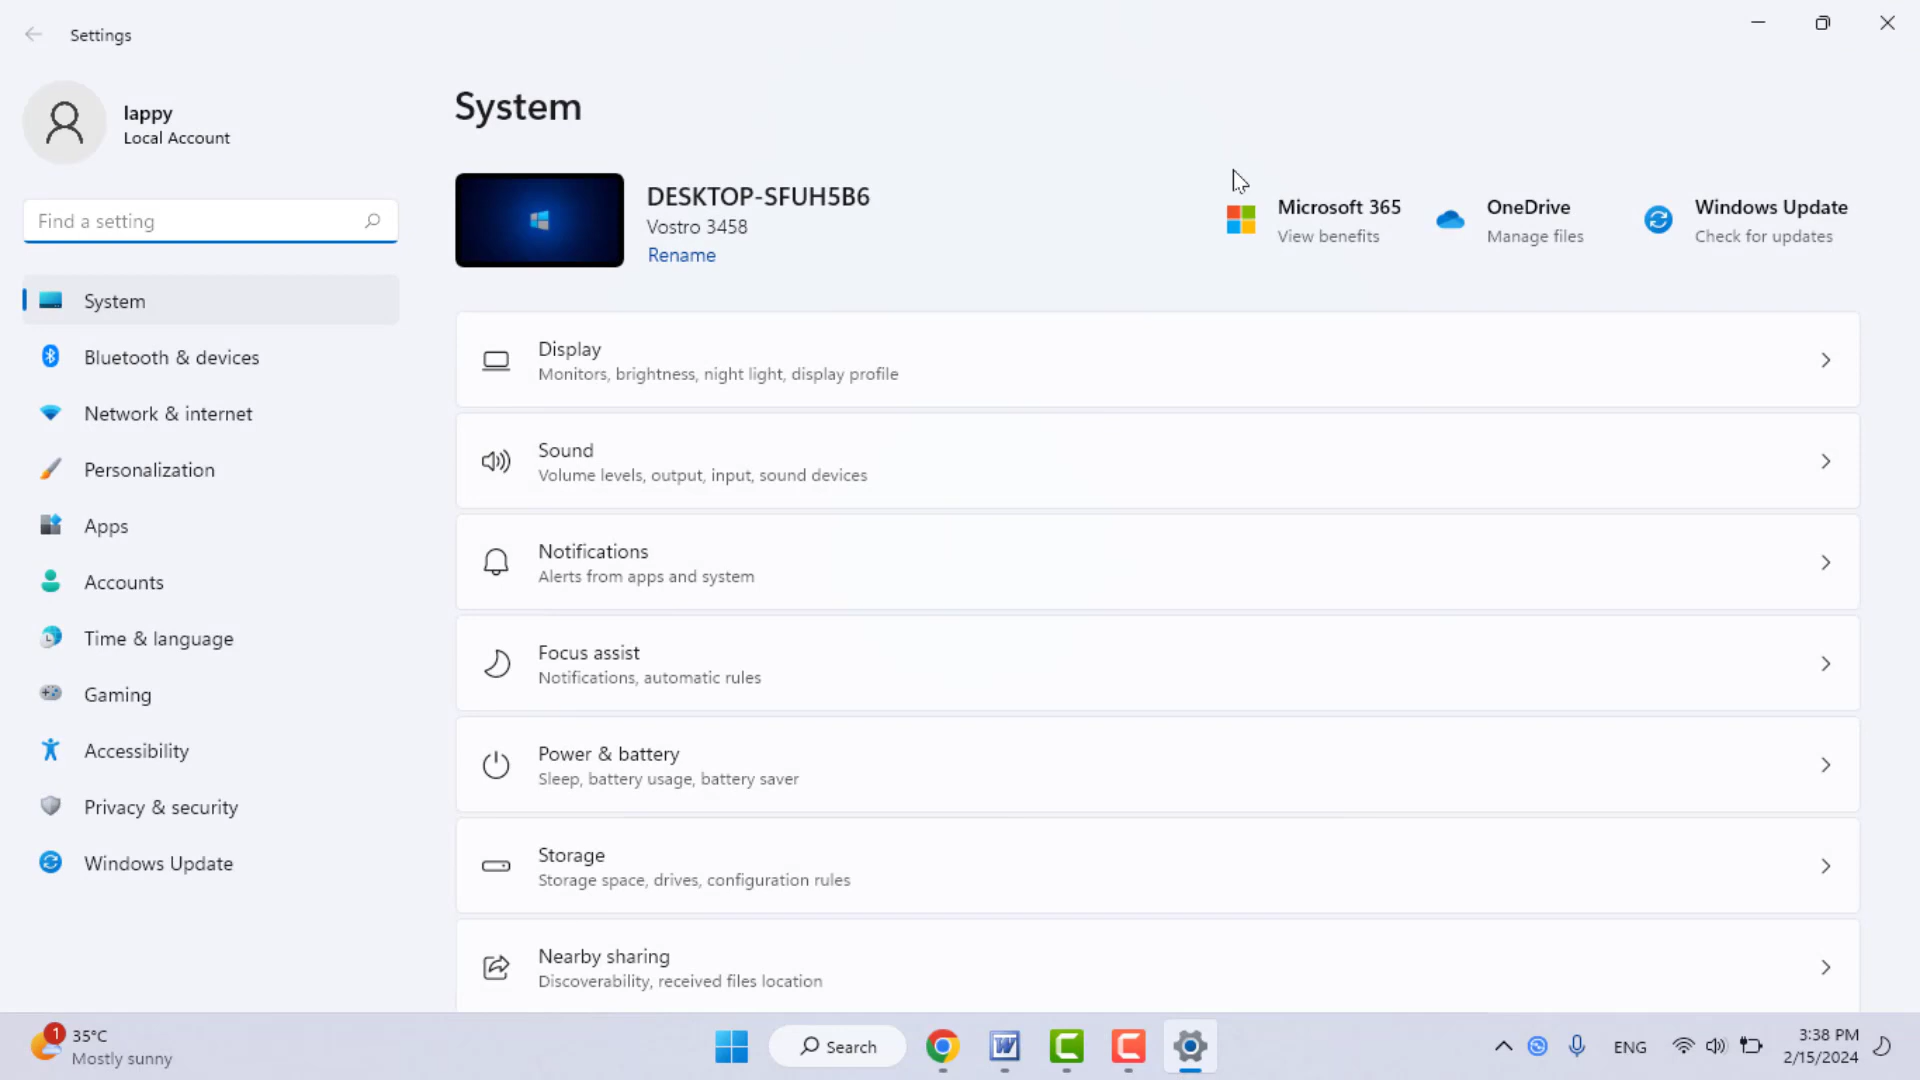 Settings
lappy
Local Account
Find a setting
System
Bluetooth & devices
Network & internet
Personalization
Apps
Accounts
Time & language
Gaming
Accessibility
Privacy & security
Windows Update
System
DESKTOP-SFUH5B6
Vostro 3458
Rename
Microsoft 365
View benefits
OneDrive
Manage files
Windows Update
Check for updates
Display
Monitors, brightness, night light, display profile
Sound
Volume levels, output, input, sound devices
Notifications
Alerts from apps and system
Focus assist
Notifications, automatic rules
Power & battery
Sleep, battery usage, battery saver
Storage
Storage space, drives, configuration rules
Nearby sharing
Discoverability, received files location
1
35°C
Mostly sunny
Search
W
ENG
3:38 PM
2/15/2024